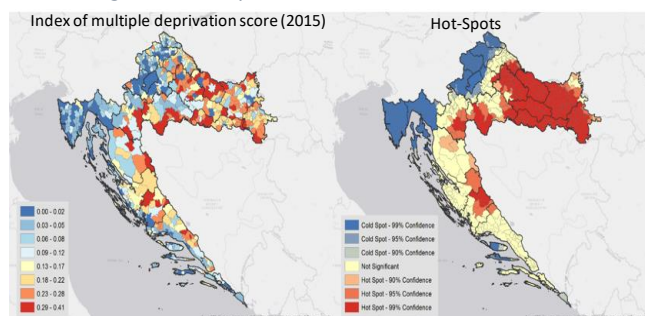 Index of multiple deprivation score (2015)
Hot-Spots
0.00 - 0.02
0.03 - 0.05
0.06 - 0.08
0.09 - 0.12
0.13 - 0.17
0.18 - 0.22
0.23 - 0.28
0.29 - 0.41
Cold Spot - 99% Confidence
Cold Spot - 95% Confidence
Cold Spot - 90% Confidence
Not Significant
Hot Spot - 90% Confidence
Hot Spot - 95% Confidence
Hot Spot - 99% Confidence